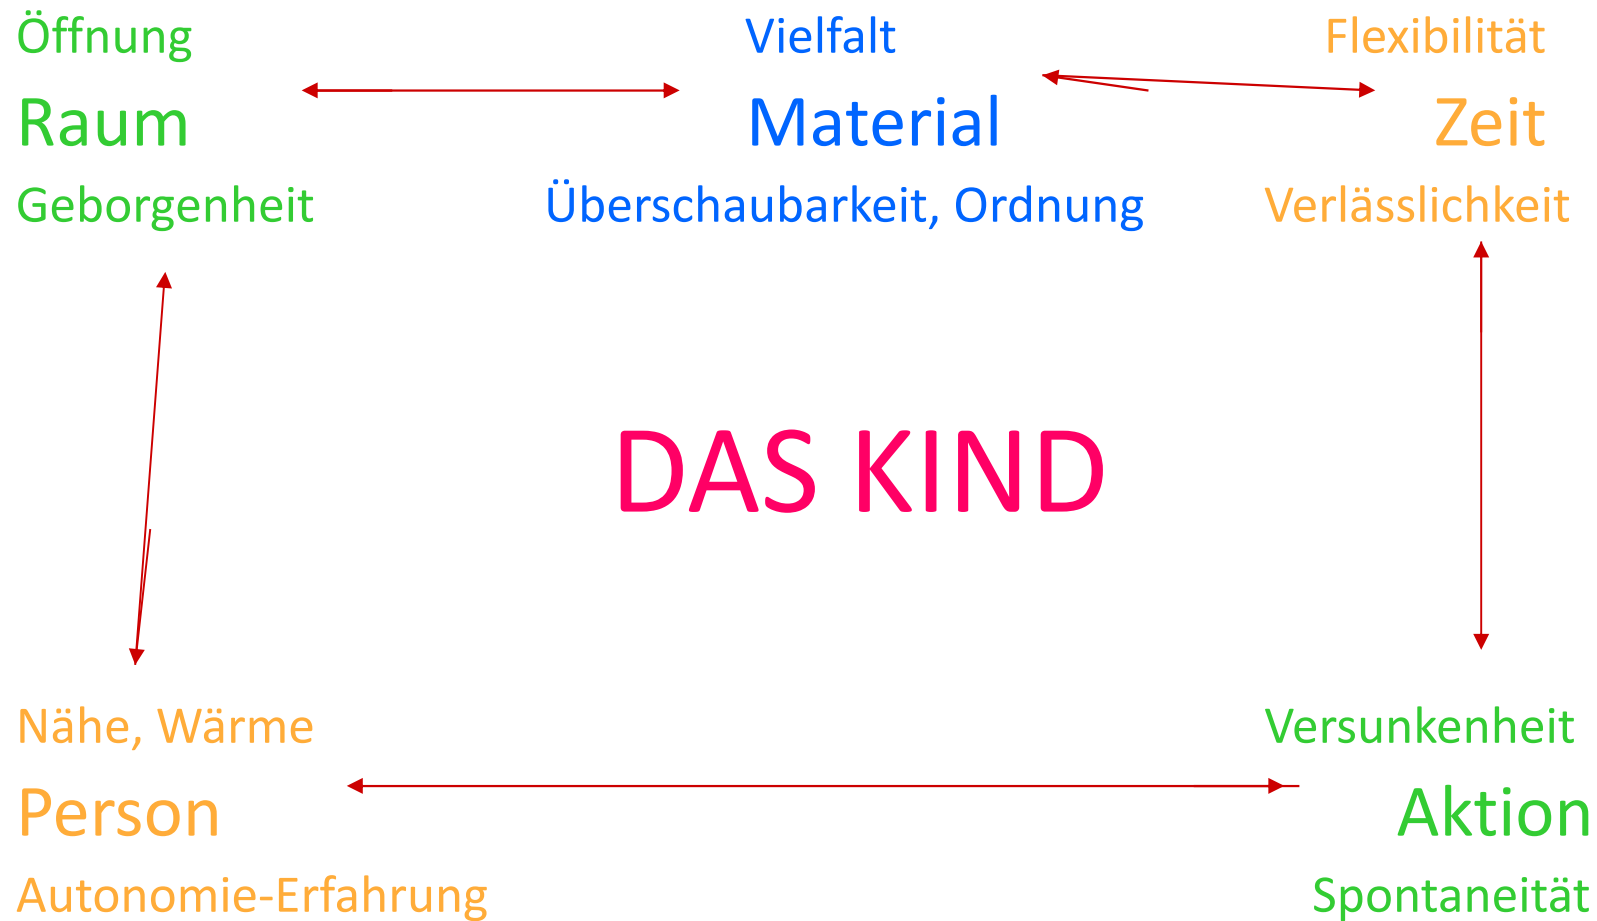 Öffnung
Vielfalt
Flexibilität
Raum
Material
Zeit
Geborgenheit
Überschaubarkeit, Ordnung
Verlässlichkeit
DAS KIND
Nähe, Wärme
Versunkenheit
Person
Aktion
Autonomie-Erfahrung
Spontaneität